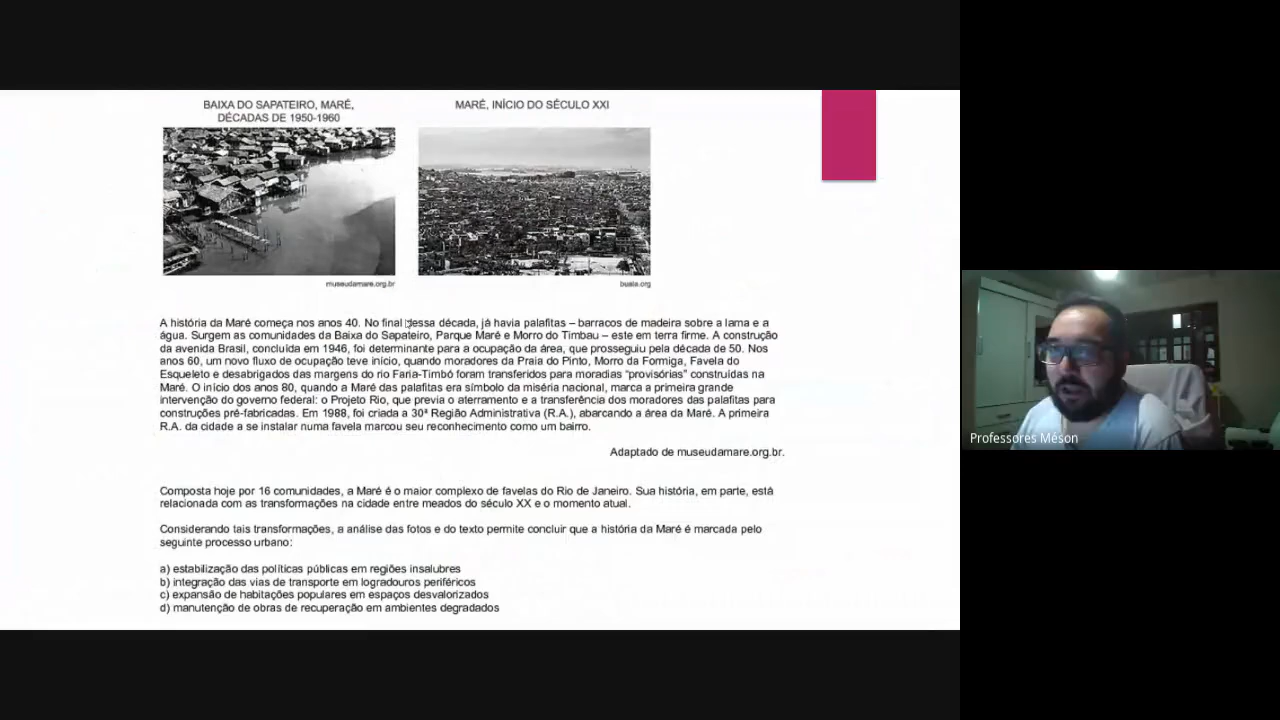 BAIXA DO SAPATEIRO, MARÉ,
DÉCADAS DE 1950-1960
MARÉ, INÍCIO DO SÉCULO XXI
museudamare.org.br
buala.org
A história da Maré começa nos anos 40. No final dessa década, já havia palafitas – barracos de madeira sobre a lama e a
água. Surgem as comunidades da Baixa do Sapateiro, Parque Maré e Morro do Timbau – este em terra firme. A construção
da avenida Brasil, concluída em 1946, foi determinante para a ocupação da área, que prosseguiu pela década de 50. Nos
anos 60, um novo fluxo de ocupação teve início, quando moradores da Praia do Pinto, Morro da Formiga, Favela do
Esqueleto e desabrigados das margens do rio Faria-Timbó foram transferidos para moradias "provisórias" construídas na
Maré. O início dos anos 80, quando a Maré das palafitas era símbolo da miséria nacional, marca a primeira grande
intervenção do governo federal: o Projeto Rio, que previa o aterramento e a transferência dos moradores das palafitas para
construções pré-fabricadas. Em 1988, foi criada a 30ª Região Administrativa (R.A.), abarcando a área da Maré. A primeira
R.A. da cidade a se instalar numa favela marcou seu reconhecimento como um bairro.
Adaptado de museudamare.org.br.
Composta hoje por 16 comunidades, a Maré é o maior complexo de favelas do Rio de Janeiro. Sua história, em parte, está
relacionada com as transformações na cidade entre meados do século XX e o momento atual.
Considerando tais transformações, a análise das fotos e do texto permite concluir que a história da Maré é marcada pelo
seguinte processo urbano:
a) estabilização das políticas públicas em regiões insalubres
b) integração das vias de transporte em logradouros periféricos
c) expansão de habitações populares em espaços desvalorizados
d) manutenção de obras de recuperação em ambientes degradados
Professores Méson